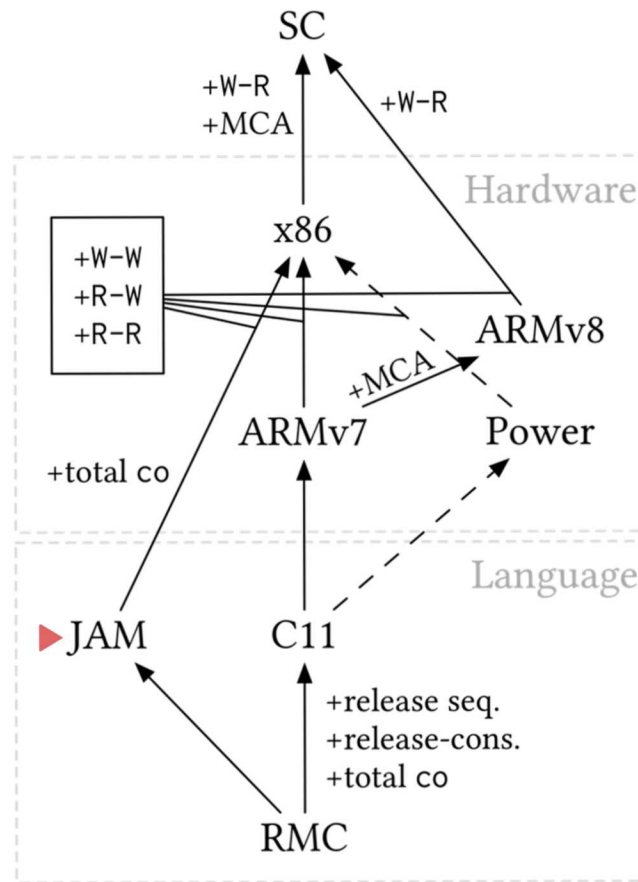 SC
+W-R
+MCA
+W-R
Hardware
x86
+W-W
+R-W
+R-R
ARMv8
+MCA
ARMv7
Power
+total co
Language
JAM
C11
+release seq.
+release-cons.
+total co
RMC